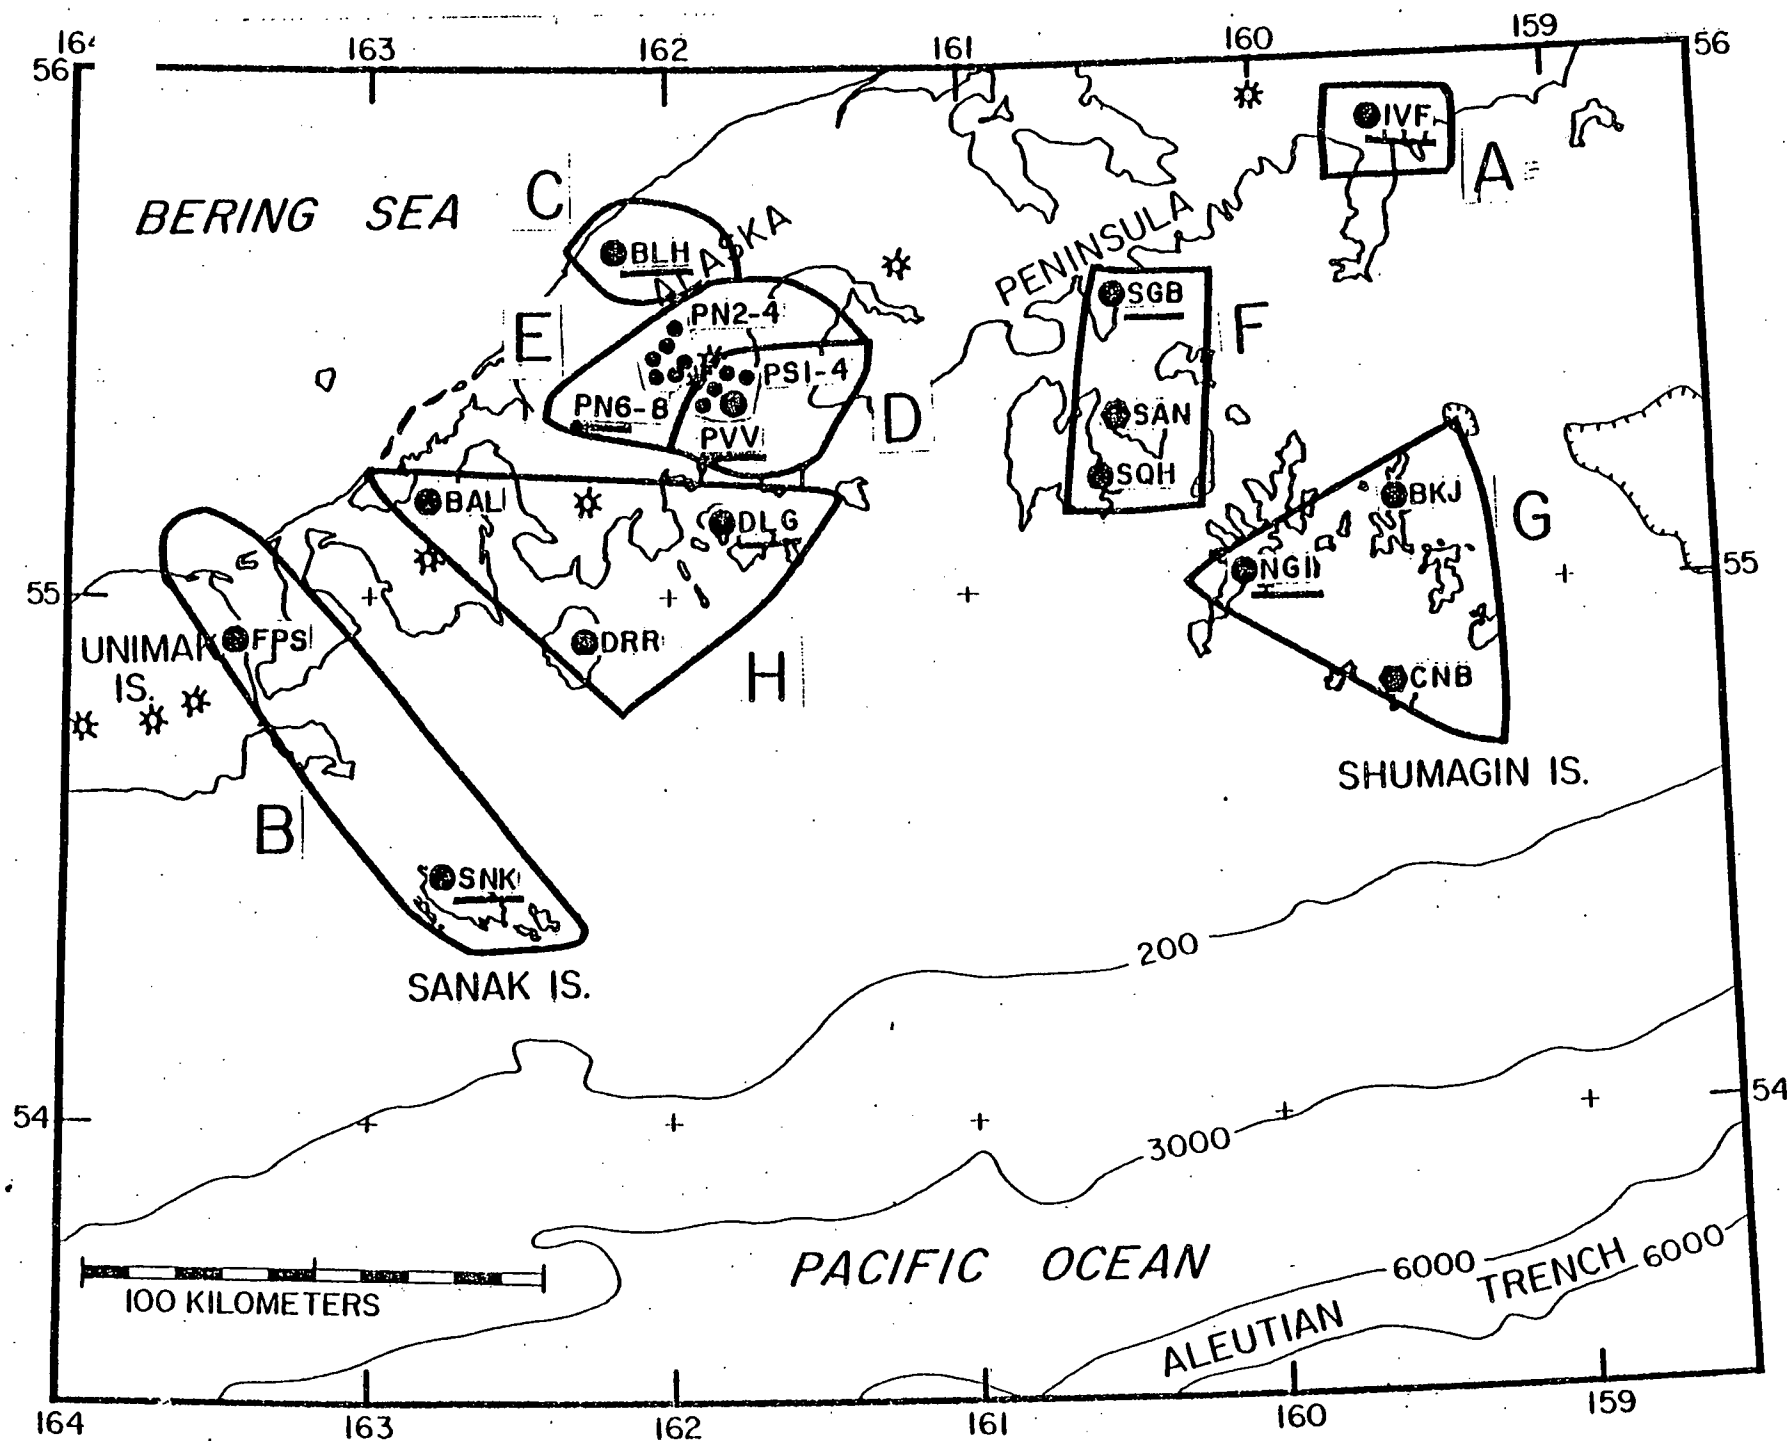 163
162
161
160
159
56
56
IVF
A
C
BERING SEA
BLH
ALASKA
PENINSULA
SGB
F
E
PN2-4
PS1-4
PN6-8
D
SAN
PVV
SQH
BKJ
G
BAL
DLG
NGI
55
55
FPS
DRR
UNIMAK
IS.
H
CNB
SHUMAGIN IS.
B
SNK
200
SANAK IS.
54
54
3000
PACIFIC OCEAN
6000
TRENCH
6000
100 KILOMETERS
ALEUTIAN
164
163
162
161
160
159